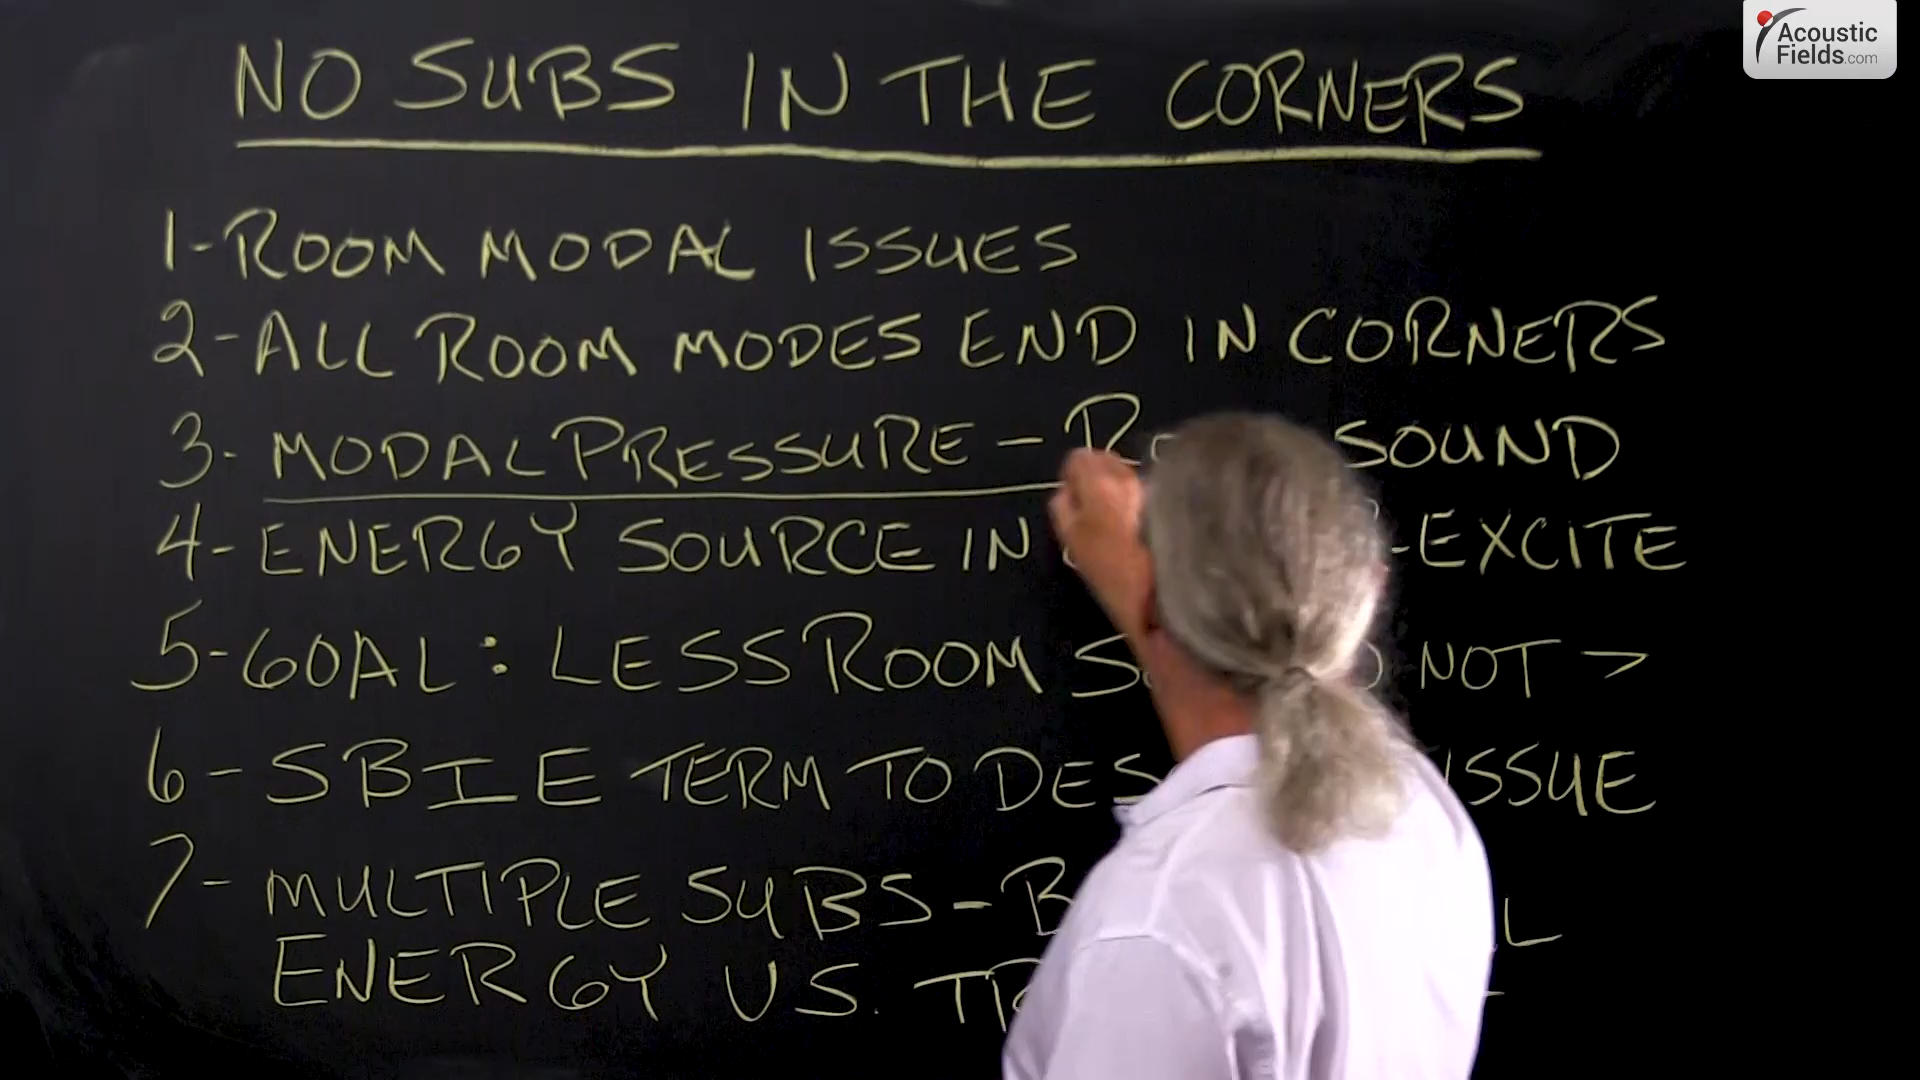 Acoustic
Fields.com
NO SUBS IN THE CORNERS
1-ROOM MODAL ISSUES
2-ALL ROOM MODES END IN CORNERS
3- MODAL PRESSURE - SOUND
4- ENERGY SOURCE IN -EXCITE
5-GOAL: LESS ROOM NOT >
6- SBIE TERM TO ISSUE
7- MULTIPLE SUBS -
ENERGY VS.